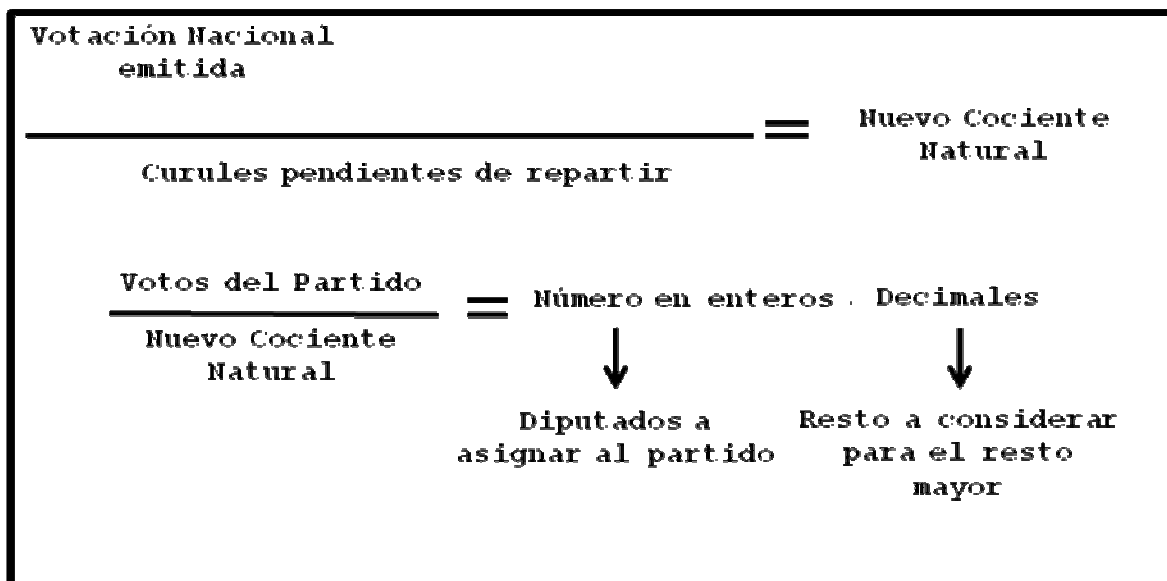 Votación Nacional
emitida
=
Nuevo Cociente
Natural
Curules pendientes de repartir
Votos del Partido
=
Número en enteros . Decimales
Nuevo Cociente
Natural
Diputados a
asignar al partido
Resto a considerar
para el resto
mayor